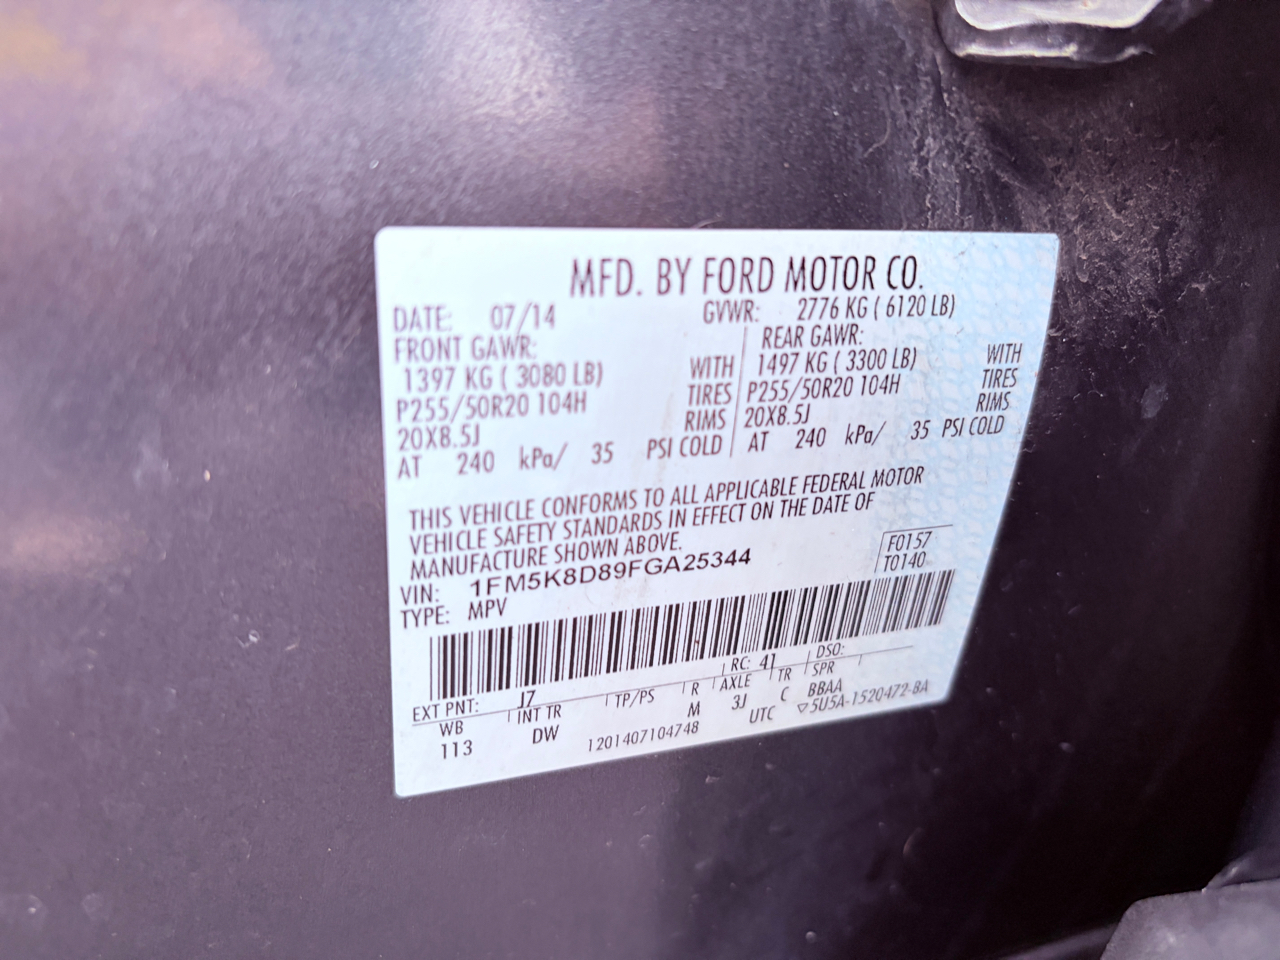 MFD. BY FORD MOTOR CO.
DATE: 07/14 GVWR: 2776 KG ( 6120 LB)
FRONT GAWR: REAR GAWR:
1397 KG ( 3080 LB) WITH 1497 KG ( 3300 LB) WITH
P255/50R20 104H TIRES P255/50R20 104H TIRES
20X8.5J RIMS 20X8.5J RIMS
AT 240 kPa/ 35 PSI COLD AT 240 kPa/ 35 PSI COLD
THIS VEHICLE CONFORMS TO ALL APPLICABLE FEDERAL MOTOR
VEHICLE SAFETY STANDARDS IN EFFECT ON THE DATE OF
MANUFACTURE SHOWN ABOVE.
VIN: 1FM5K8D89FGA25344 F0157
TYPE: MPV T0140
EXT PNT: J7 RC: 41 DSO:
WB INT TR TP/PS R AXLE TR SPR
113 DW M 3J C BBAA
1201407104748 UTC ▽5U5A-1520472-BA